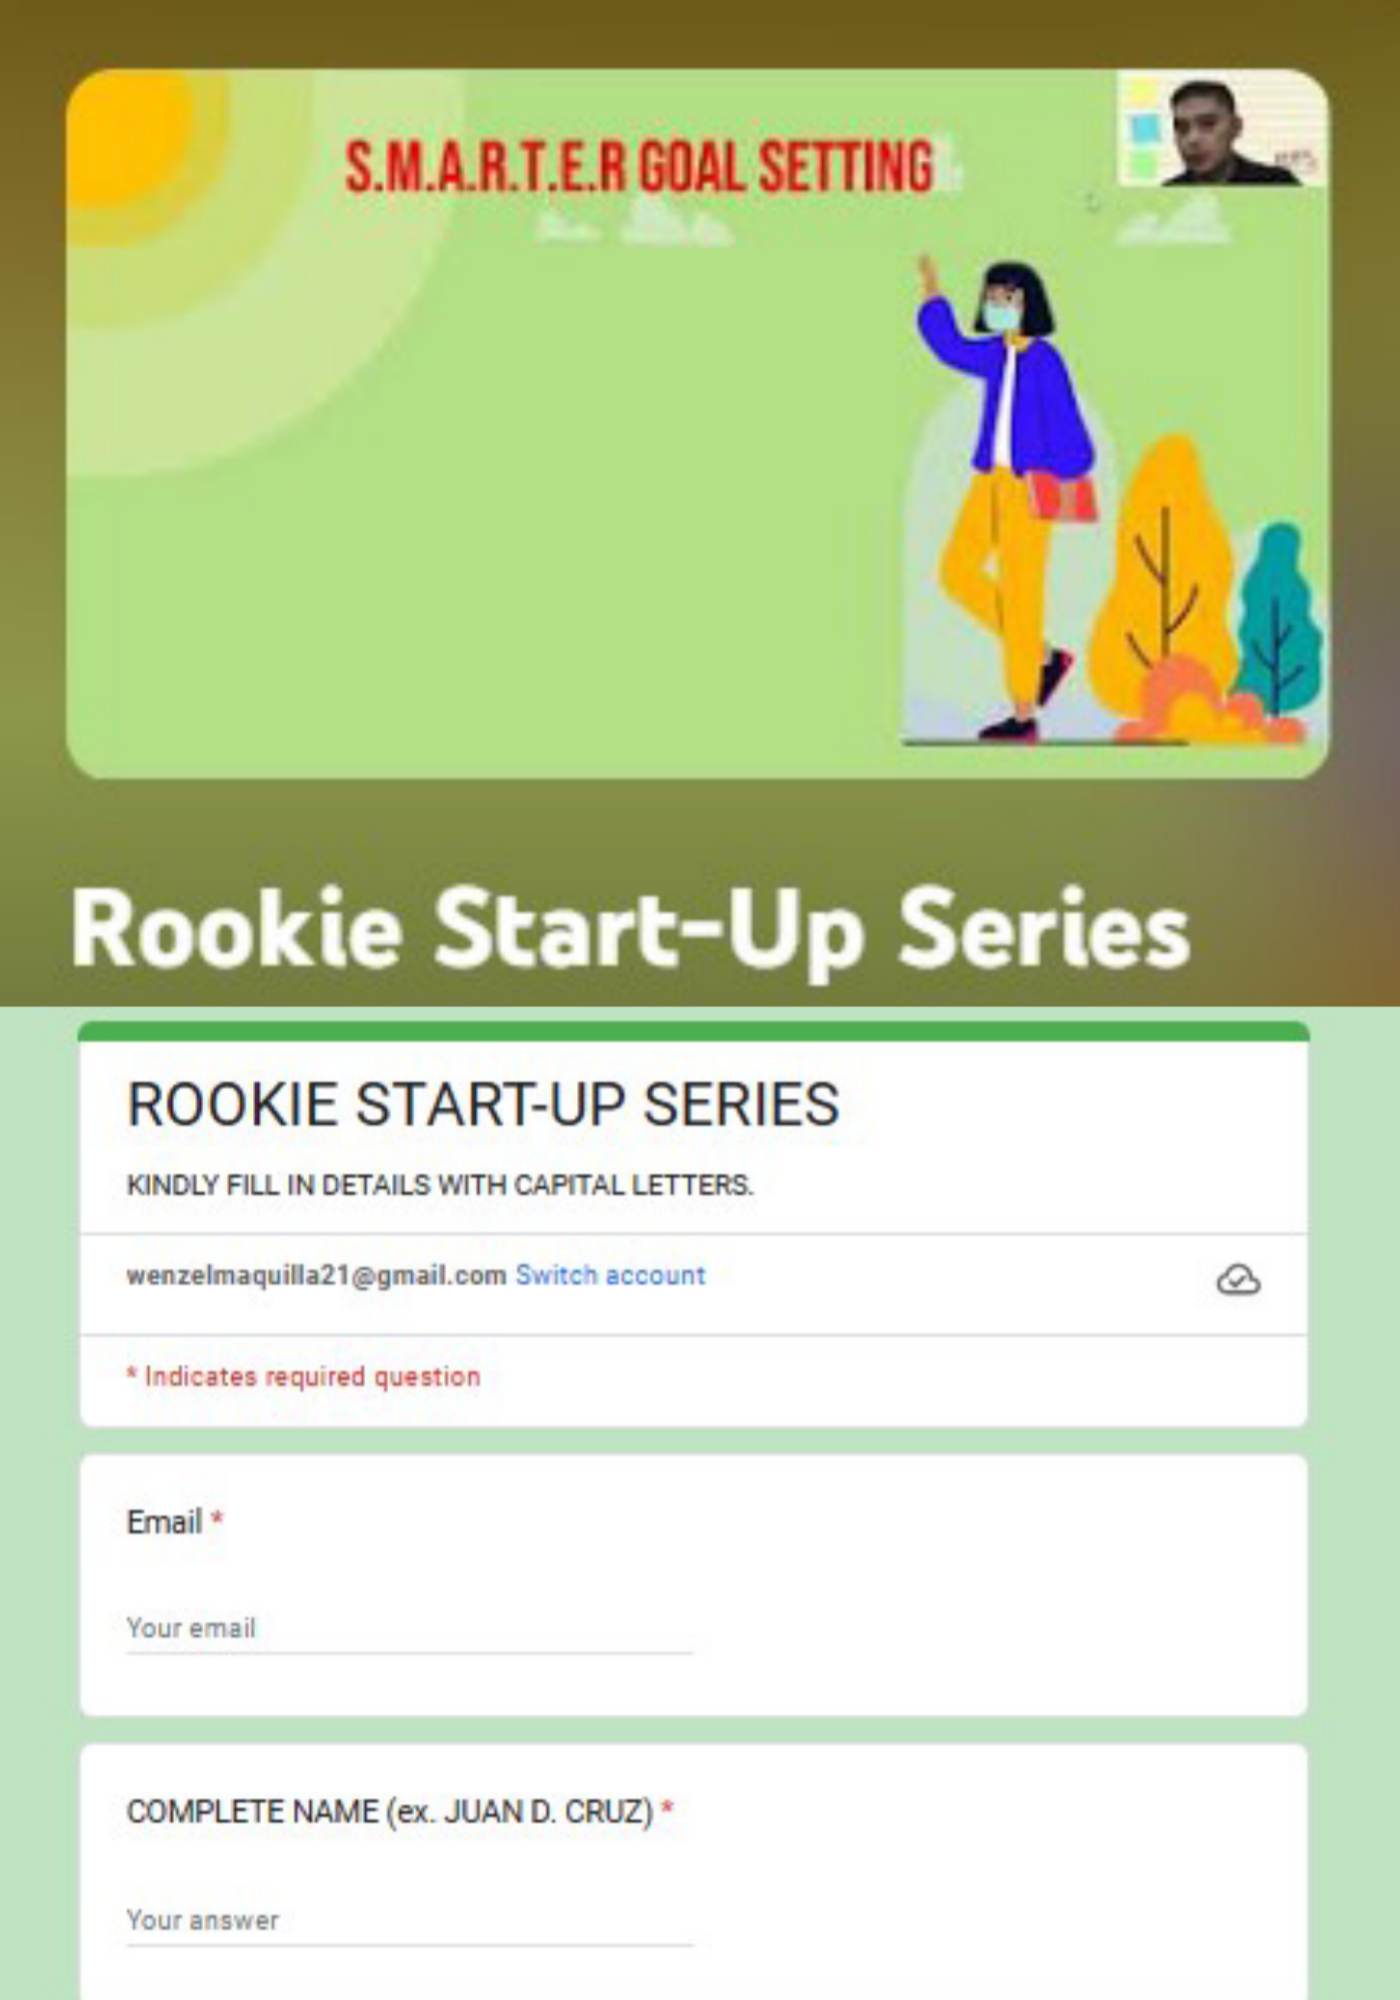 S.M.A.R.T.E.R GOAL SETTING
Rookie Start-Up Series
ROOKIE START-UP SERIES
KINDLY FILL IN DETAILS WITH CAPITAL LETTERS.
wenzelmaquilla21@gmail.com Switch account
* Indicates required question
Email *
Your email
COMPLETE NAME (ex. JUAN D. CRUZ) *
Your answer